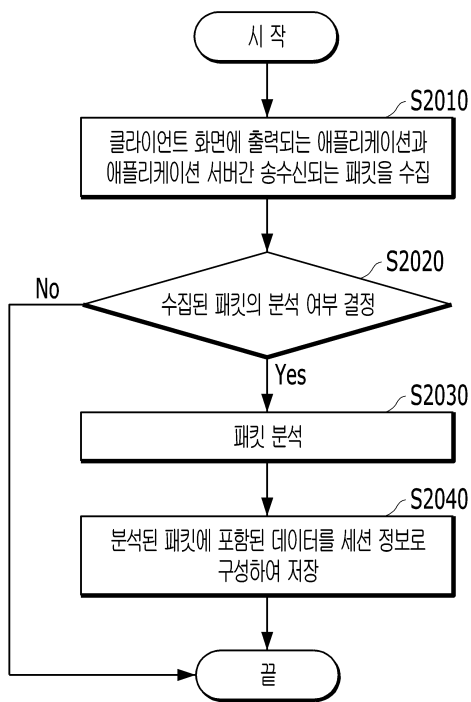 시 작
S2010
클라이언트 화면에 출력되는 애플리케이션과
애플리케이션 서버간 송수신되는 패킷을 수집
S2020
No
수집된 패킷의 분석 여부 결정
Yes
S2030
패킷 분석
S2040
분석된 패킷에 포함된 데이터를 세션 정보로
구성하여 저장
끝